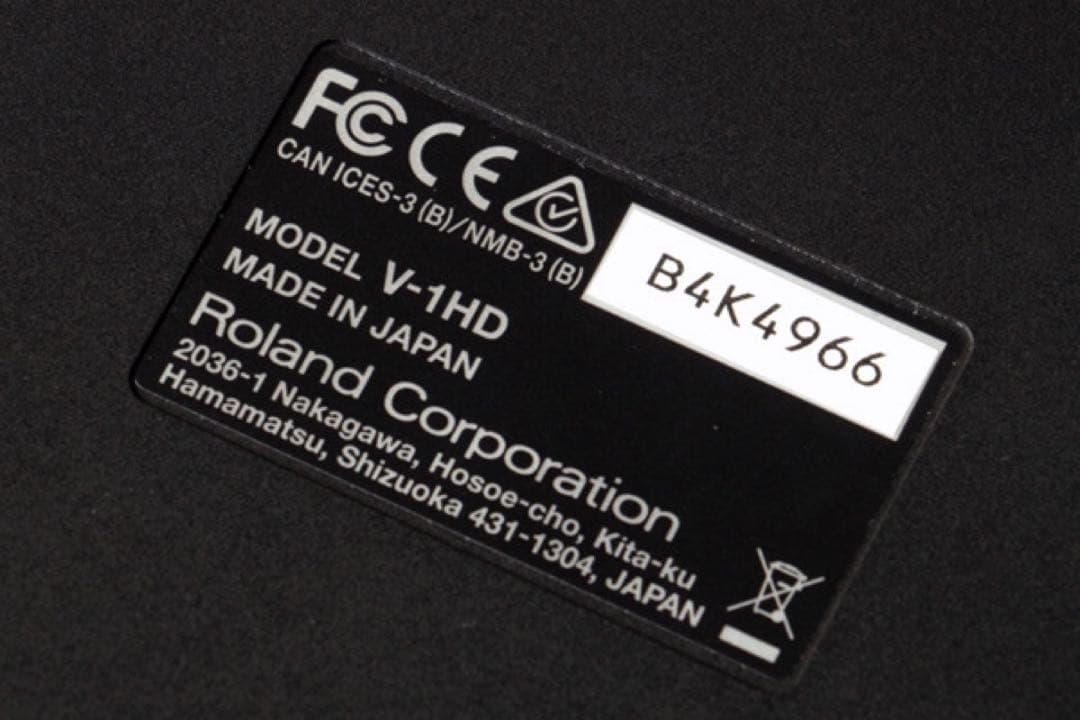 FC CE
CAN ICES-3 (B)/NMB-3 (B)
B4K4966
MODEL V-1HD
MADE IN JAPAN
Roland Corporation
2036-1 Nakagawa, Hosoe-cho, Kita-ku
Hamamatsu, Shizuoka 431-1304, JAPAN